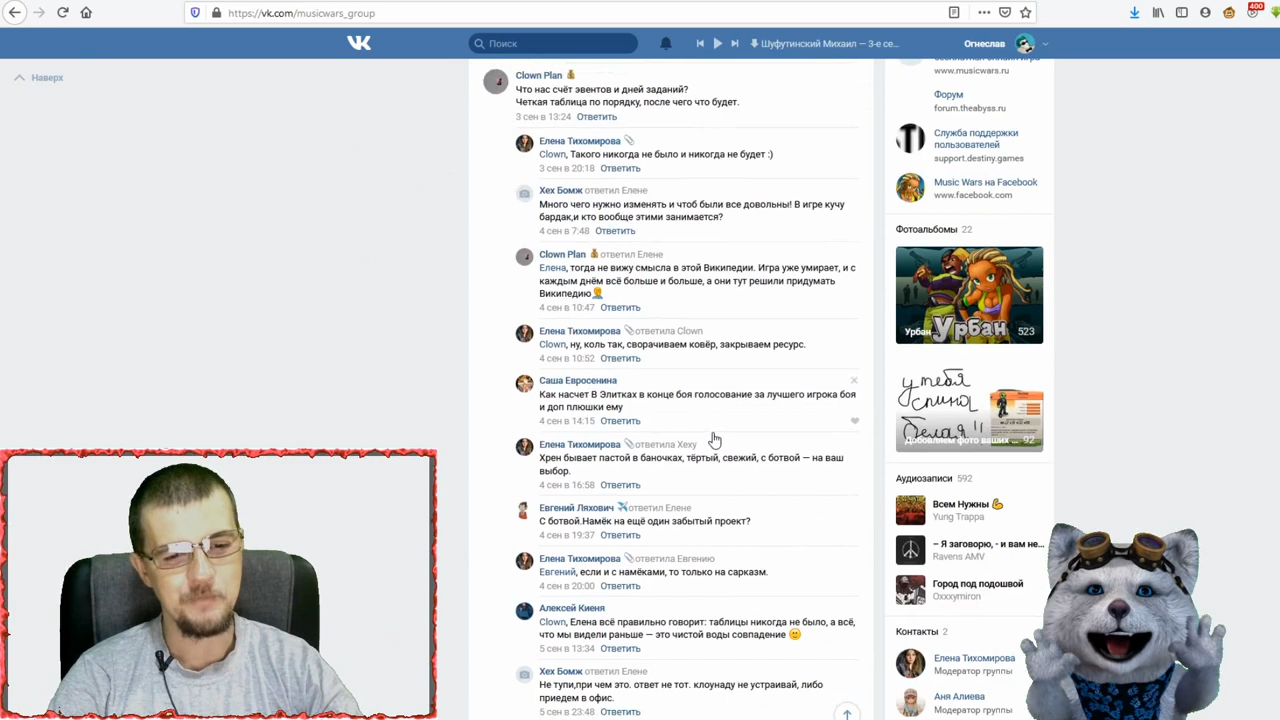 https://vk.com/musicwars_group
400
Поиск
Шуфутинский Михаил — 3-е се...
Огнеслав
Наверх
Clown Plan
Что нас счёт эвентов и дней заданий?
Четкая таблица по порядку, после чего что будет.
3 сен в 13:24 Ответить
Елена Тихомирова
Clown, Такого никогда не было и никогда не будет :)
3 сен в 20:18 Ответить
Хех Бомж ответил Елене
Много чего нужно изменять и чтоб были все довольны! В игре кучу
бардак,и кто вообще этими занимается?
4 сен в 7:48 Ответить
Clown Plan ответил Елене
Елена, тогда не вижу смысла в этой Википедии. Игра уже умирает, и с
каждым днём всё больше и больше, а они тут решили придумать
Википедию
4 сен в 10:47 Ответить
Елена Тихомирова ответила Clown
Clown, ну, коль так, сворачиваем ковёр, закрываем ресурс.
4 сен в 10:52 Ответить
Саша Евросенина
Как насчет В Элитках в конце боя голосование за лучшего игрока боя
и доп плюшки ему
4 сен в 14:15 Ответить
Елена Тихомирова ответила Хеху
Хрен бывает пастой в баночках, тёртый, свежий, с ботвой — на ваш
выбор.
4 сен в 16:58 Ответить
Евгений Ляхович ответил Елене
С ботвой.Намёк на ещё один забытый проект?
4 сен в 19:37 Ответить
Елена Тихомирова ответила Евгению
Евгений, если и с намёками, то только на сарказм.
4 сен в 20:00 Ответить
Алексей Киеня
Clown, Елена всё правильно говорит: таблицы никогда не было, а всё,
что мы видели раньше — это чистой воды совпадение
5 сен в 13:34 Ответить
Хех Бомж ответил Елене
Не тупи,при чем это. ответ не тот. клоунаду не устраивай, либо
приедем в офис.
5 сен в 23:48 Ответить
www.musicwars.ru
Форум
forum.theabyss.ru
Служба поддержки
пользователей
support.destiny.games
Music Wars на Facebook
www.facebook.com
Фотоальбомы 22
Урбан Урбан 523
у тебя
спина
белая!!
Добавляем фото ваших ... 92
Аудиозаписи 592
Всем Нужны
Yung Trappa
– Я заговорю, - и вам не...
Ravens AMV
Город под подошвой
Oxxxymiron
Контакты 2
Елена Тихомирова
Модератор группы
Аня Алиева
Модератор группы